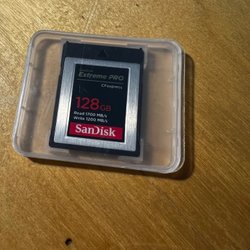 Extreme PRO
CFexpress
128GB
Read 1700 MB/s
Write 1200 MB/s
SanDisk